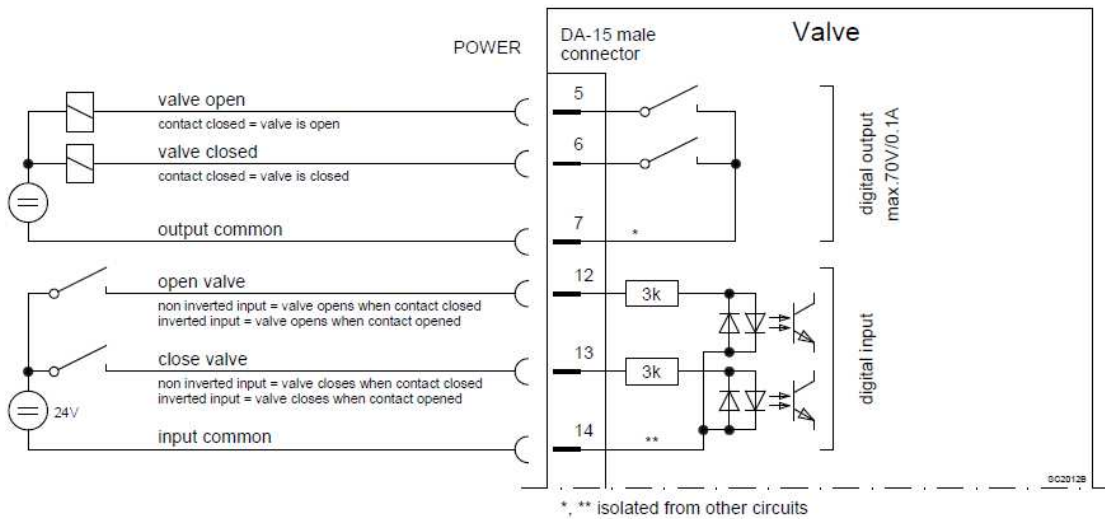 Valve
DA-15 male
connector
POWER
valve open
contact closed = valve is open
5
valve closed
contact closed = valve is closed
6
output common
7
*
digital output
max.70V/0.1A
open valve
non inverted input = valve opens when contact closed
inverted input = valve opens when contact opened
12
3k
close valve
non inverted input = valve closes when contact closed
inverted input = valve closes when contact opened
13
3k
24V
input common
14
**
digital input
SC2012B
*, ** isolated from other circuits